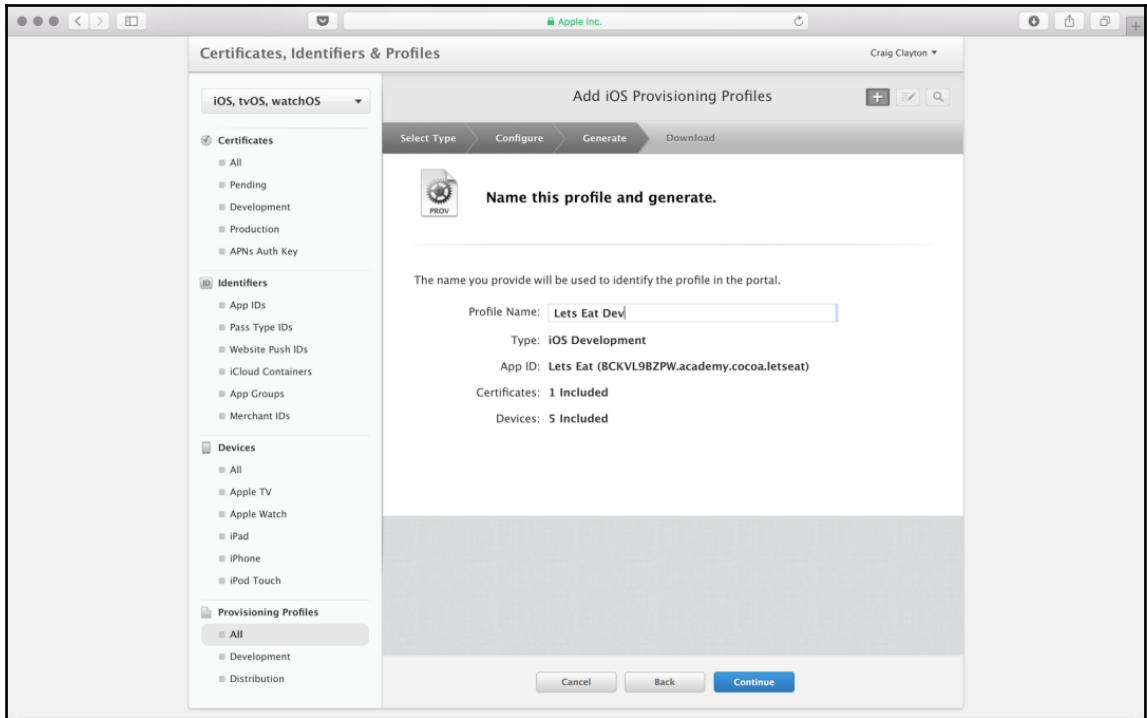 Apple Inc.
Certificates, Identifiers & Profiles
Craig Clayton
iOS, tvOS, watchOS
Certificates
All
Pending
Development
Production
APNs Auth Key
ID Identifiers
App IDs
Pass Type IDs
Website Push IDs
iCloud Containers
App Groups
Merchant IDs
Devices
All
Apple TV
Apple Watch
iPad
iPhone
iPod Touch
Provisioning Profiles
All
Development
Distribution
Add iOS Provisioning Profiles
Select Type Configure Generate Download
PROV
Name this profile and generate.
The name you provide will be used to identify the profile in the portal.
Profile Name: Lets Eat Dev
Type: iOS Development
App ID: Lets Eat (BCKVL9BZPW.academy.cocoa.letseat)
Certificates: 1 Included
Devices: 5 Included
Cancel Back Continue